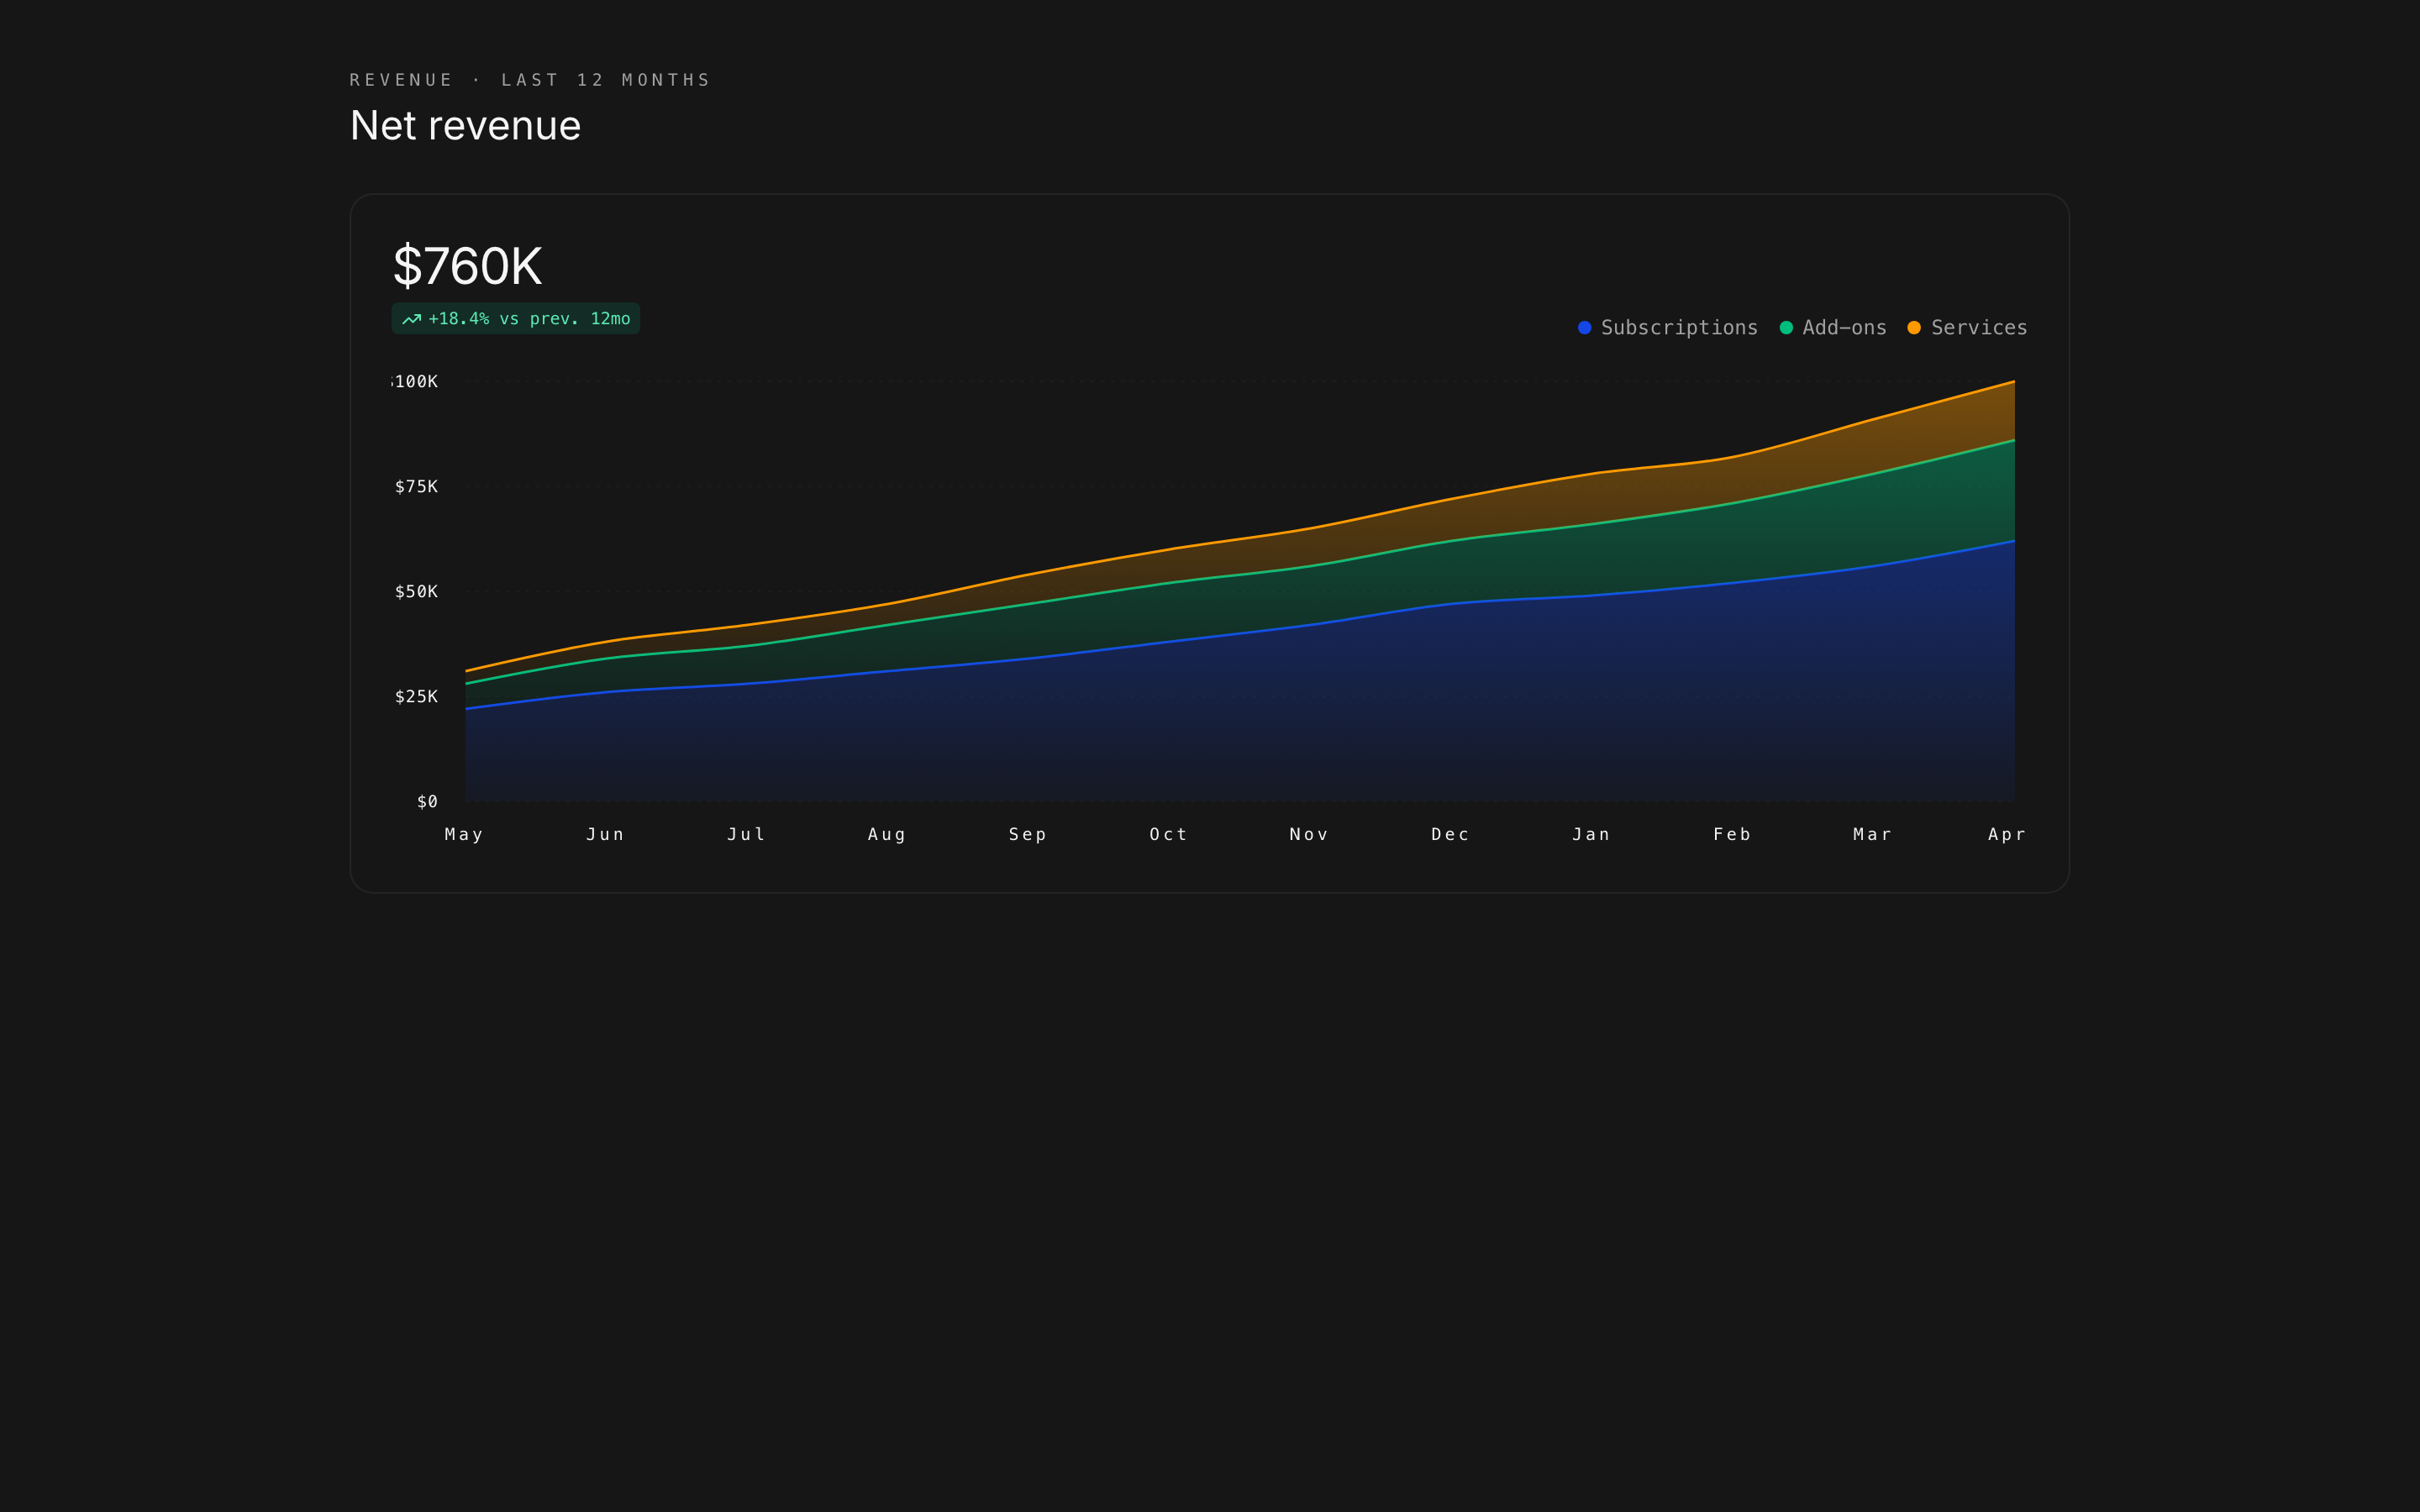 REVENUE · LAST 12 MONTHS
Net revenue
$760K
+18.4% vs prev. 12mo
Subscriptions Add-ons Services
$100K
$75K
$50K
$25K
$0
May Jun Jul Aug Sep Oct Nov Dec Jan Feb Mar Apr